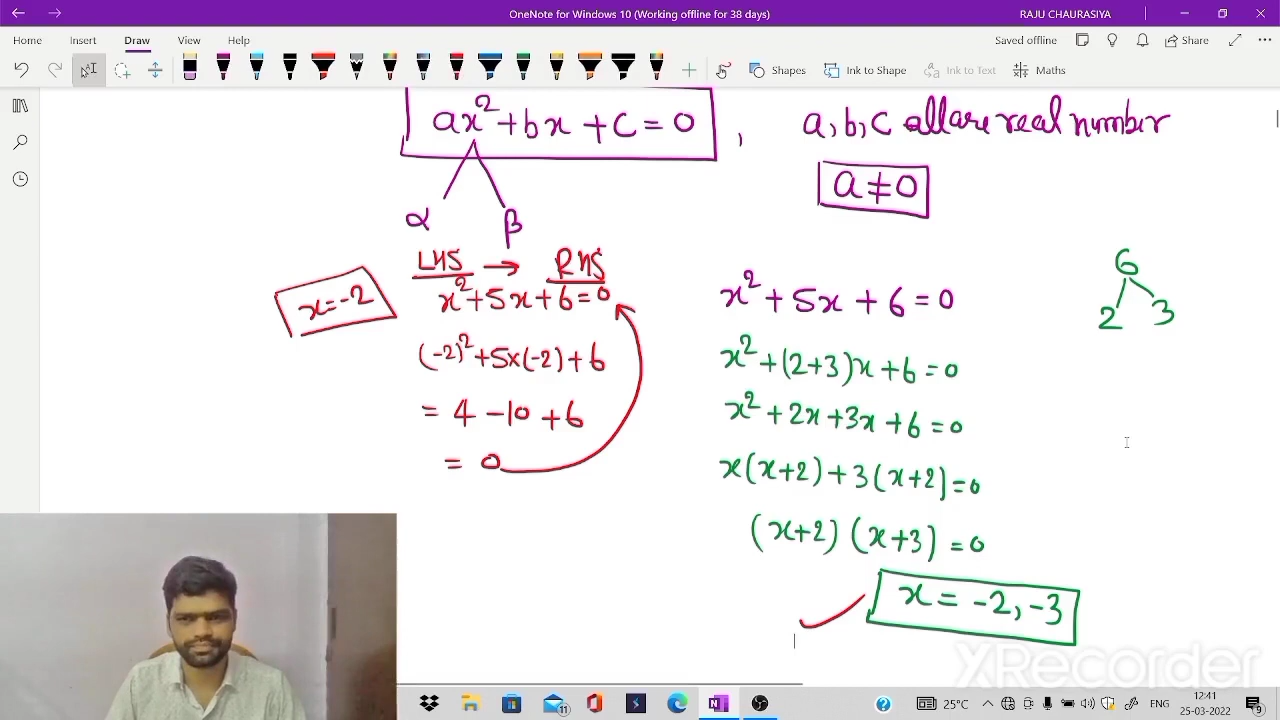 OneNote for Windows 10 (Working offline for 38 days)
RAJU CHAURASIYA
Home Insert Draw View Help
Saved offline
Share
Shapes
Ink to Shape
Ink to Text
Maths
ax²+bx+c=0, a,b,c all are real number
a≠0
α β
LHS → RHS
x=-2
x²+5x+6=0
(-2)²+5×(-2)+6
= 4 -10 +6
= 0
x²+5x+6=0
6
2 3
x²+(2+3)x+6=0
x²+2x+3x+6=0
x(x+2)+3(x+2)=0
(x+2)(x+3)=0
x=-2,-3
XRecorder
11
25°C
ENG
12:41
25-03-2022
9